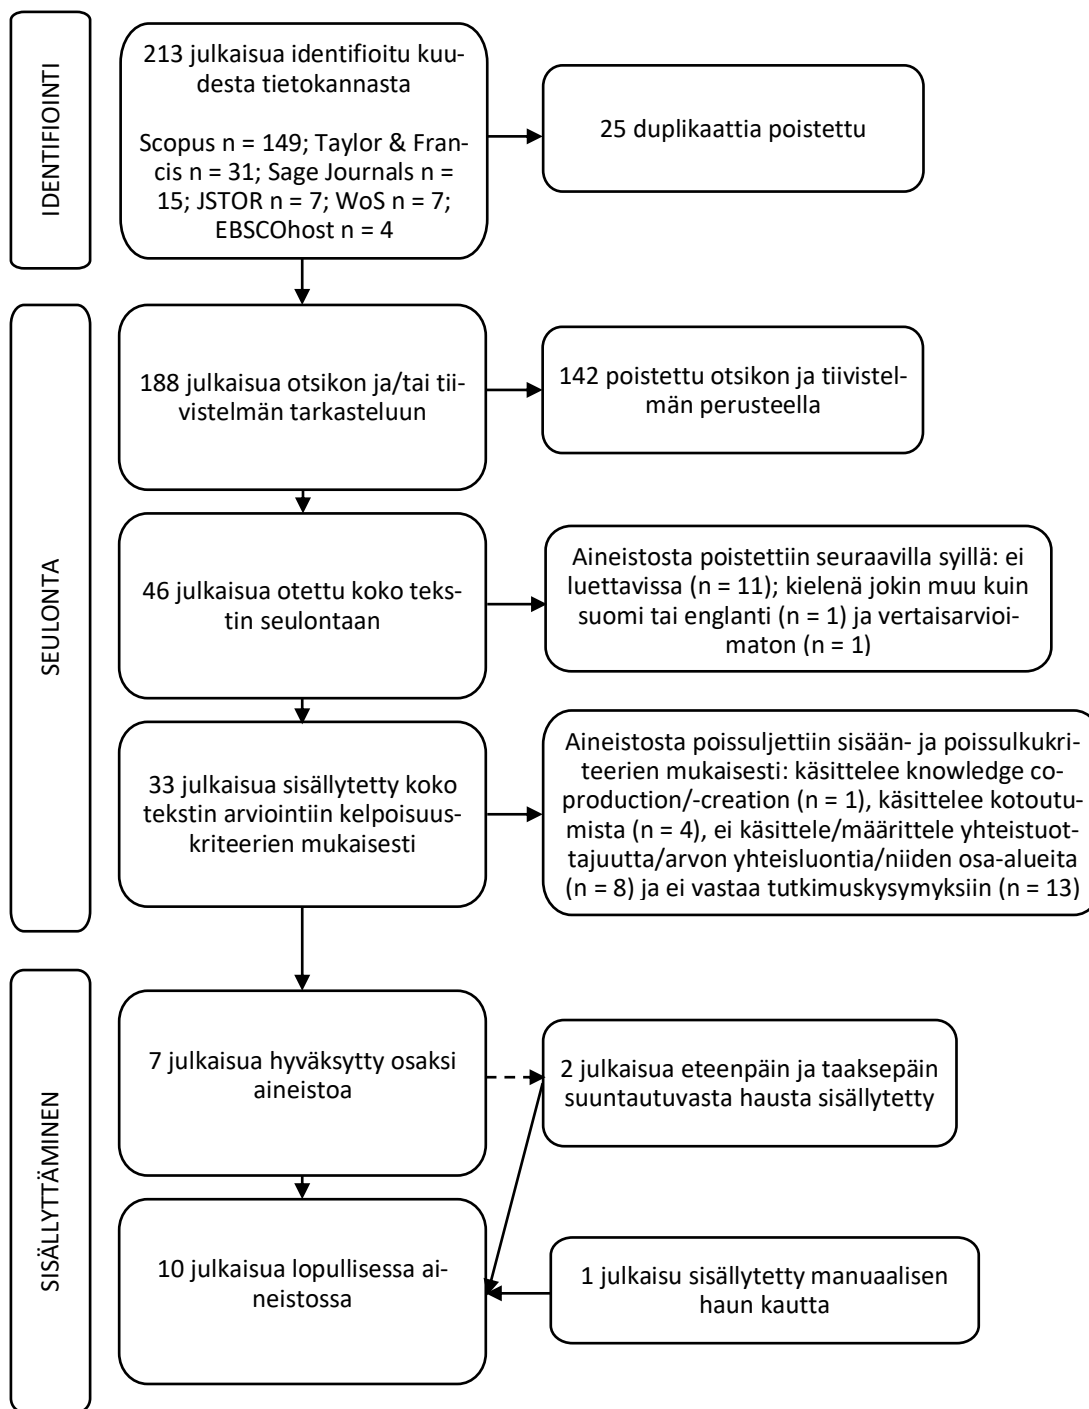 IDENTIFIOINTI
213 julkaisua identifioitu kuu-
desta tietokannasta
Scopus n = 149; Taylor & Fran-
cis n = 31; Sage Journals n =
15; JSTOR n = 7; WoS n = 7;
EBSCOhost n = 4
25 duplikaattia poistettu
SEULONTA
188 julkaisua otsikon ja/tai tii-
vistelmän tarkasteluun
142 poistettu otsikon ja tiivistel-
män perusteella
46 julkaisua otettu koko teks-
tin seulontaan
Aineistosta poistettiin seuraavilla syillä: ei
luettavissa (n = 11); kielenä jokin muu kuin
suomi tai englanti (n = 1) ja vertaisarvioi-
maton (n = 1)
33 julkaisua sisällytetty koko
tekstin arviointiin kelpoisuus-
kriteerien mukaisesti
Aineistosta poissuljettiin sisään- ja poissulkukri-
teerien mukaisesti: käsittelee knowledge co-
production/-creation (n = 1), käsittelee kotoutu-
mista (n = 4), ei käsittele/määrittele yhteistuot-
tajuutta/arvon yhteisluontia/niiden osa-alueita
(n = 8) ja ei vastaa tutkimuskysymyksiin (n = 13)
SISÄLLYTTÄMINEN
7 julkaisua hyväksytty osaksi
aineistoa
2 julkaisua eteenpäin ja taaksepäin
suuntautuvasta hausta sisällytetty
10 julkaisua lopullisessa ai-
neistossa
1 julkaisu sisällytetty manuaalisen
haun kautta